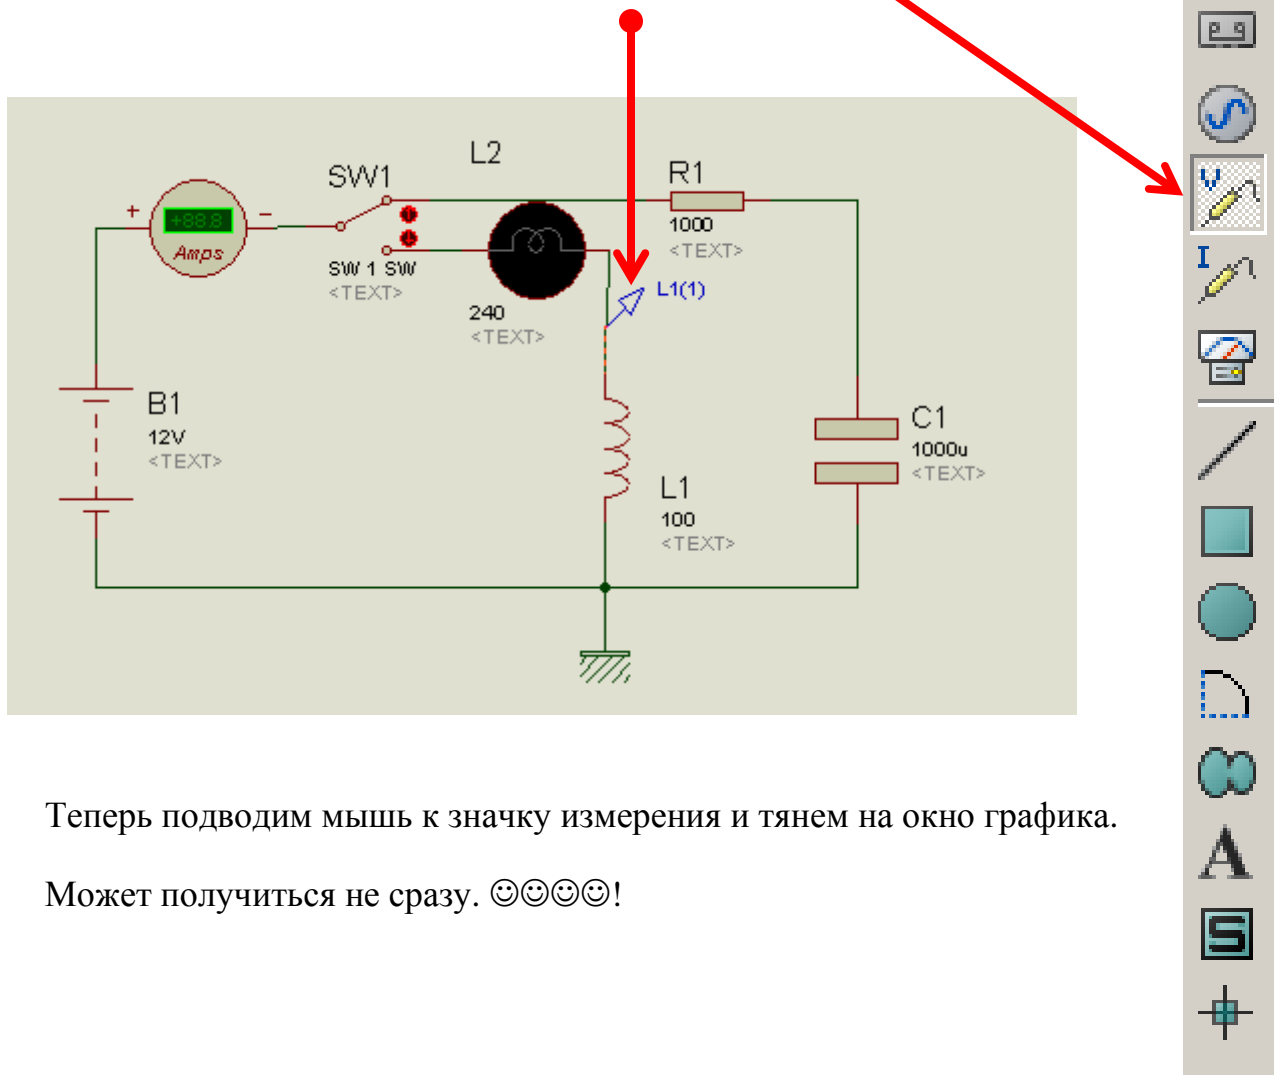 L2
SW1
R1
+88.8
Amps
+
−
1000
<TEXT>
SW 1 SW
<TEXT>
L1(1)
240
<TEXT>
B1
12V
<TEXT>
C1
1000u
<TEXT>
L1
100
<TEXT>
V
I
A
S
Теперь подводим мышь к значку измерения и тянем на окно графика.
Может получиться не сразу. ☺☺☺☺!